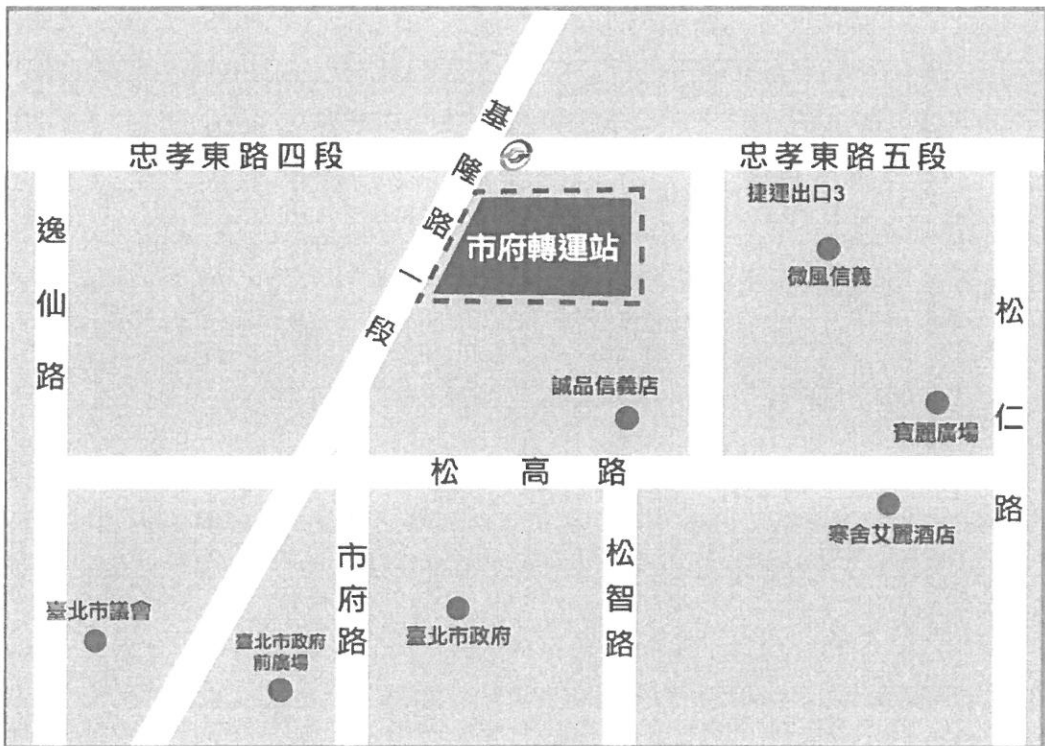 基隆路一段
忠孝東路四段
忠孝東路五段
捷運出口3
市府轉運站
微風信義
逸仙路
松仁路
誠品信義店
寶麗廣場
松高路
寒舍艾麗酒店
市府路
松智路
臺北市議會
臺北市政府
前廣場
臺北市政府